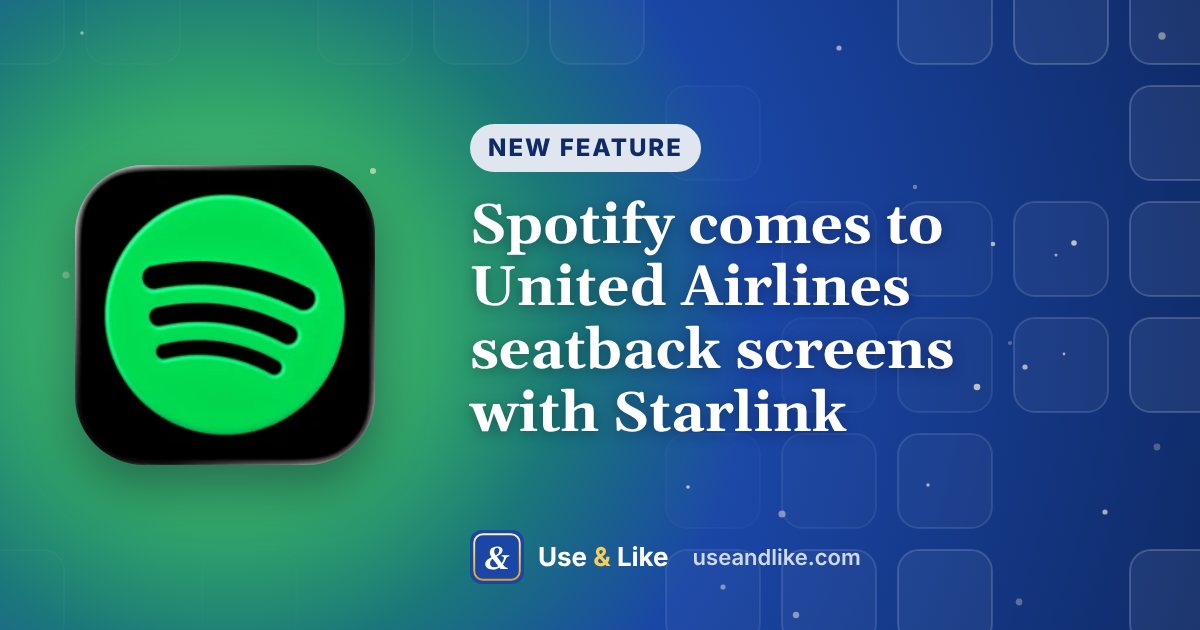 NEW FEATURE
Spotify comes to
United Airlines
seatback screens
with Starlink
& Use & Like useandlike.com